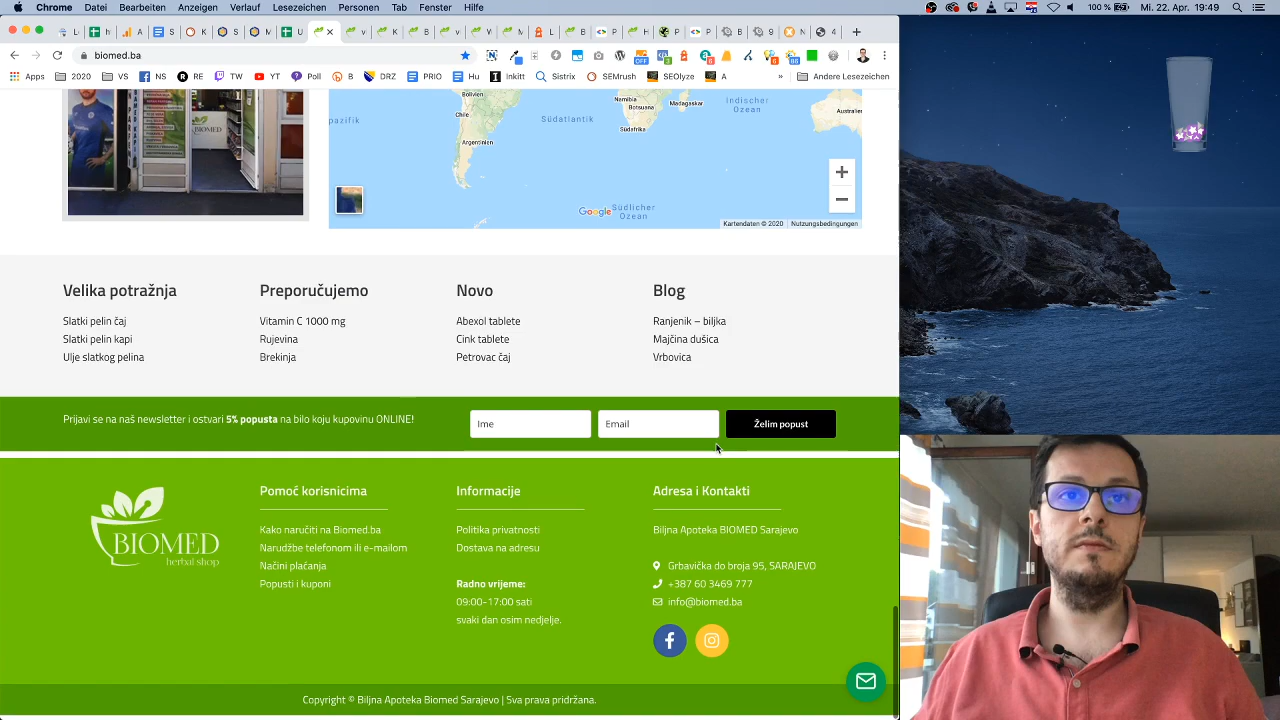 Chrome Datei Bearbeiten Anzeigen Verlauf Lesezeichen Personen Tab Fenster Hilfe
100 % Mi. 22. Apr. 19:49
biomed.ba
Apps 2020 VS NS RE TW YT Poll B DRZ PRIO Hu Inkitt Sistrix SEMrush SEOlyze A » Andere Lesezeichen
BIOMED
pazifik
Bolivien
Chile
Argentinien
Südatlantik
Namibia
Botsuana
Südafrika
Madagaskar
Indischer
Ozean
Australie
Google
Südlicher
Ozean
Kartendaten © 2020 Nutzungsbedingungen
Velika potražnja
Slatki pelin čaj
Slatki pelin kapi
Ulje slatkog pelina
Preporučujemo
Vitamin C 1000 mg
Rujevina
Brekinja
Novo
Abexol tablete
Cink tablete
Petrovac čaj
Blog
Ranjenik – biljka
Majčina dušica
Vrbovica
Prijavi se na naš newsletter i ostvari 5% popusta na bilo koju kupovinu ONLINE!
Ime
Email
Želim popust
BIOMED
herbal shop
Pomoć korisnicima
Kako naručiti na Biomed.ba
Narudžbe telefonom ili e-mailom
Načini plaćanja
Popusti i kuponi
Informacije
Politika privatnosti
Dostava na adresu
Radno vrijeme:
09:00-17:00 sati
svaki dan osim nedjelje.
Adresa i Kontakti
Biljna Apoteka BIOMED Sarajevo
Grbavička do broja 95, SARAJEVO
+387 60 3469 777
info@biomed.ba
Copyright © Biljna Apoteka Biomed Sarajevo | Sva prava pridržana.